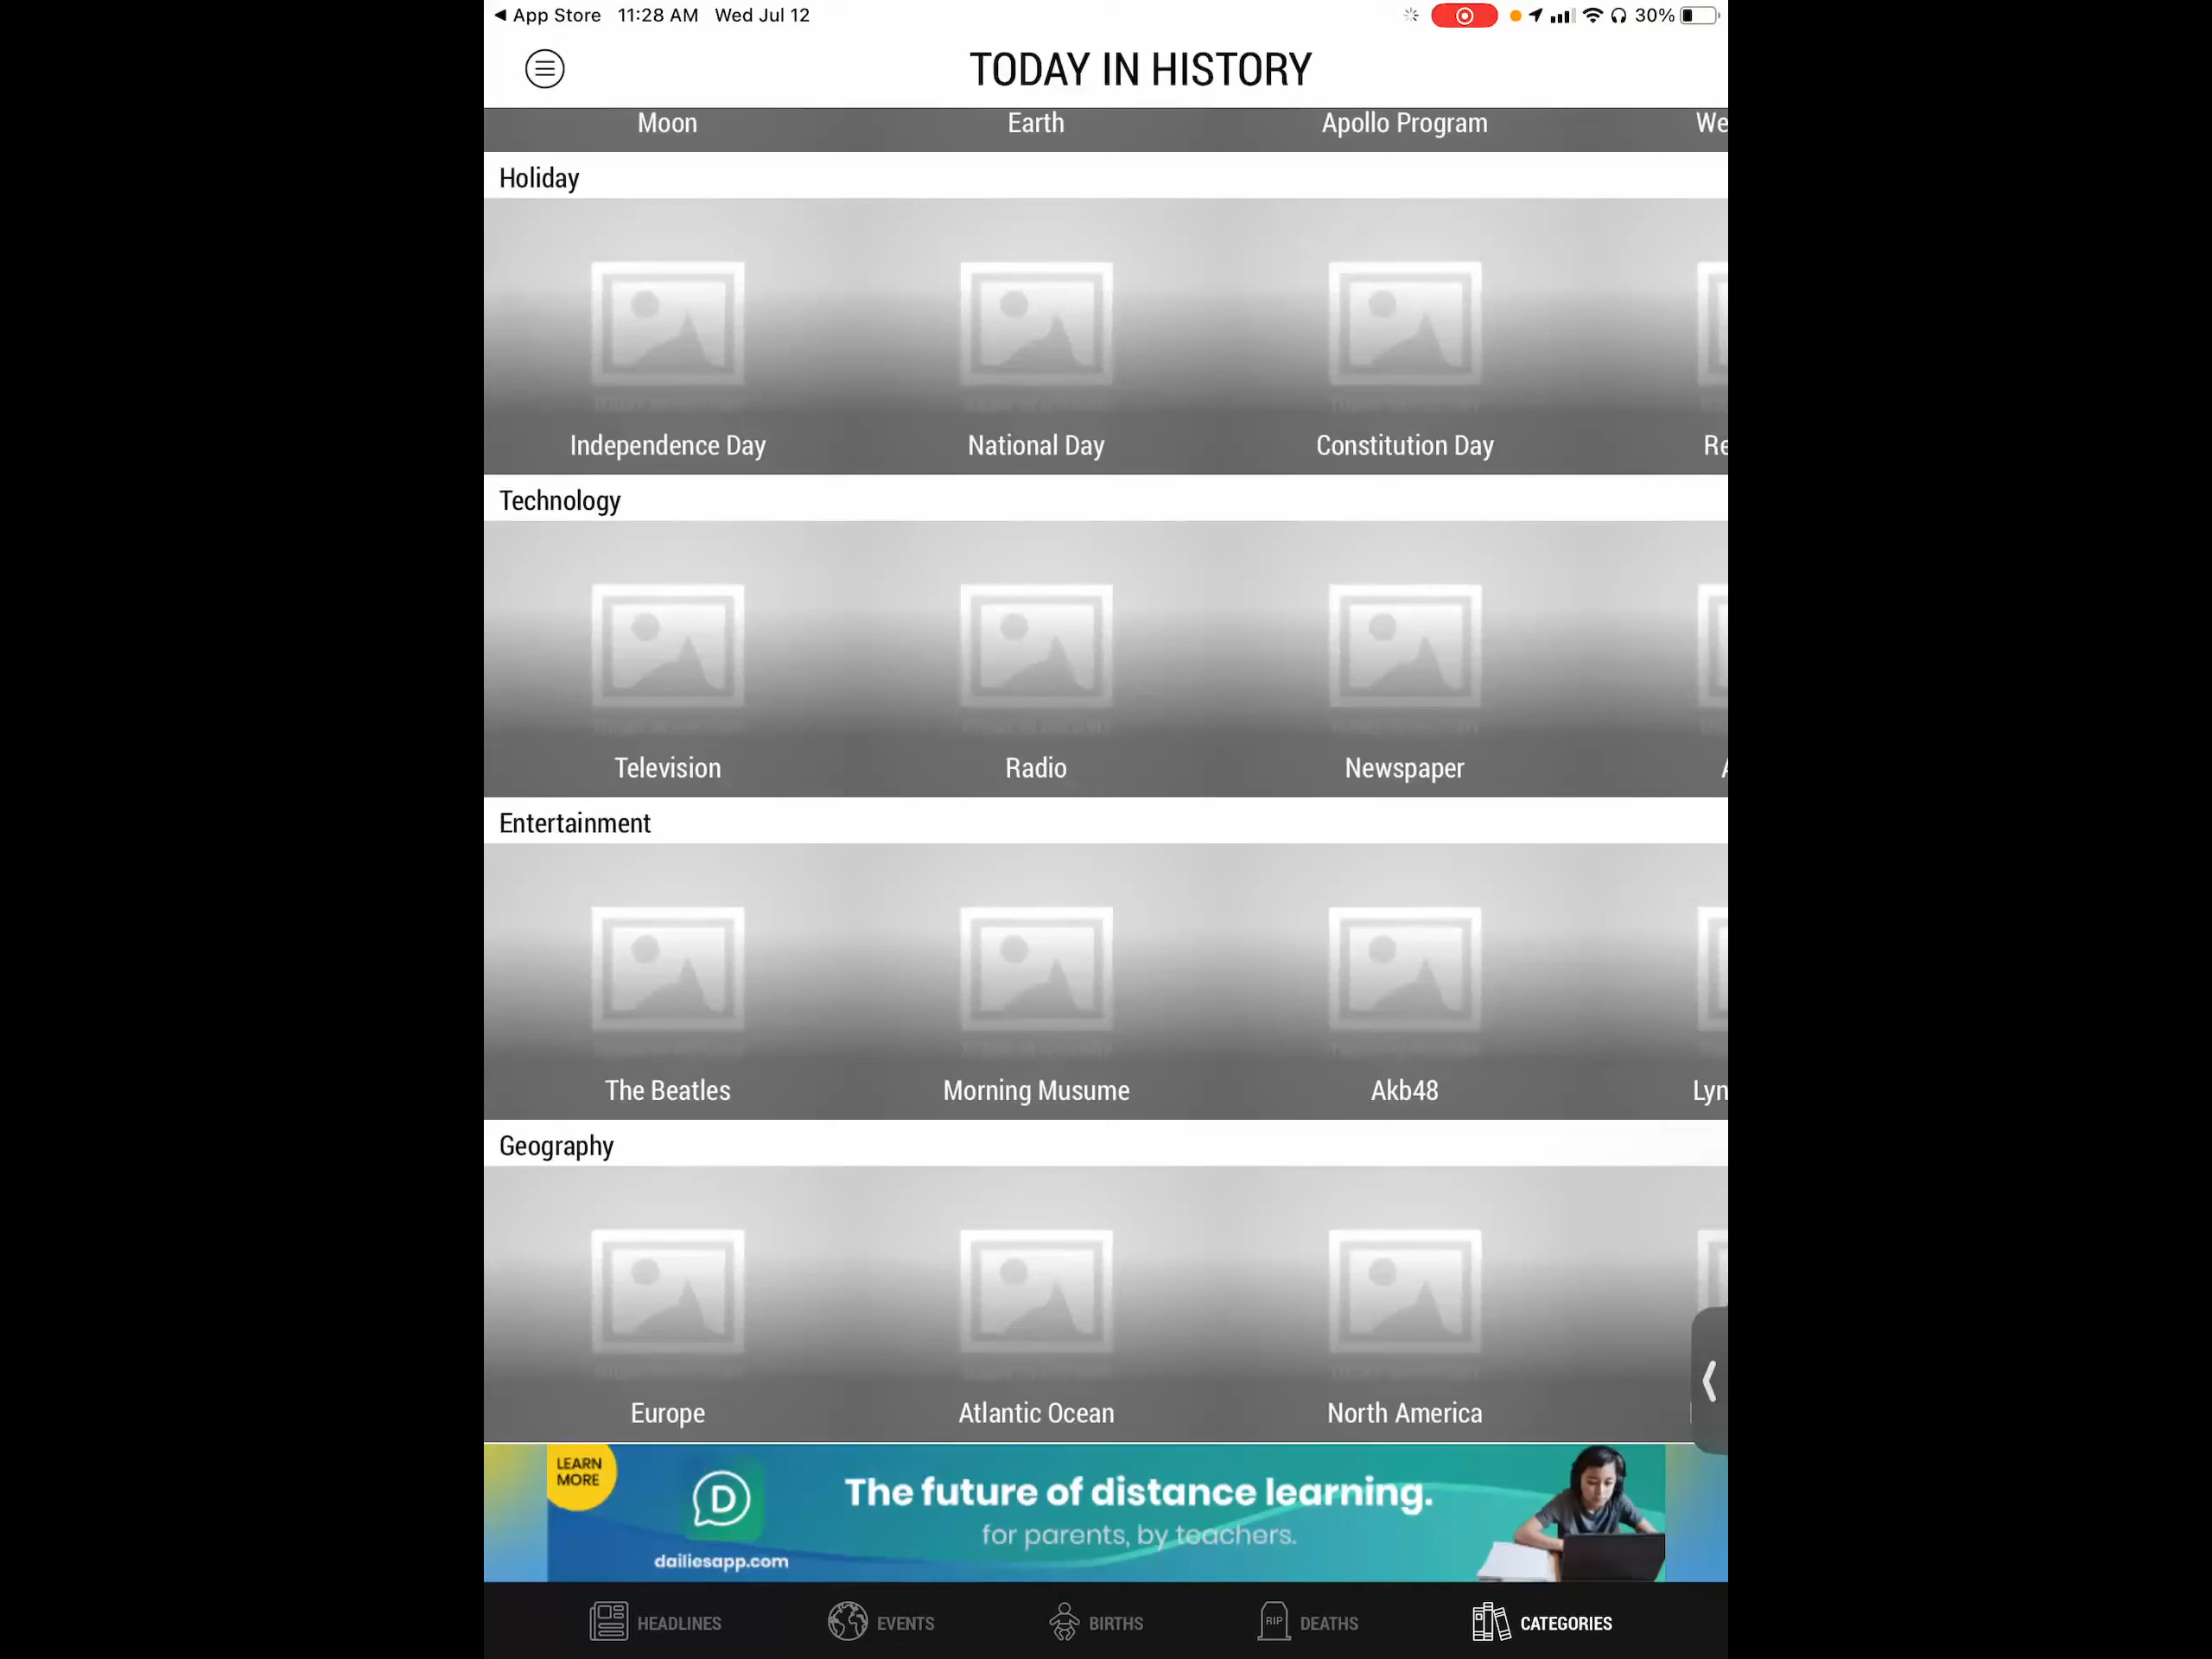 App Store 11:28 AM Wed Jul 12 30%
TODAY IN HISTORY
Moon Earth Apollo Program We
Holiday
Independence Day National Day Constitution Day Re
Technology
Television Radio Newspaper
Entertainment
The Beatles Morning Musume Akb48 Lyn
Geography
Europe Atlantic Ocean North America
LEARN
MORE
D
The future of distance learning.
for parents, by teachers.
dailiesapp.com
HEADLINES EVENTS BIRTHS RIP DEATHS CATEGORIES